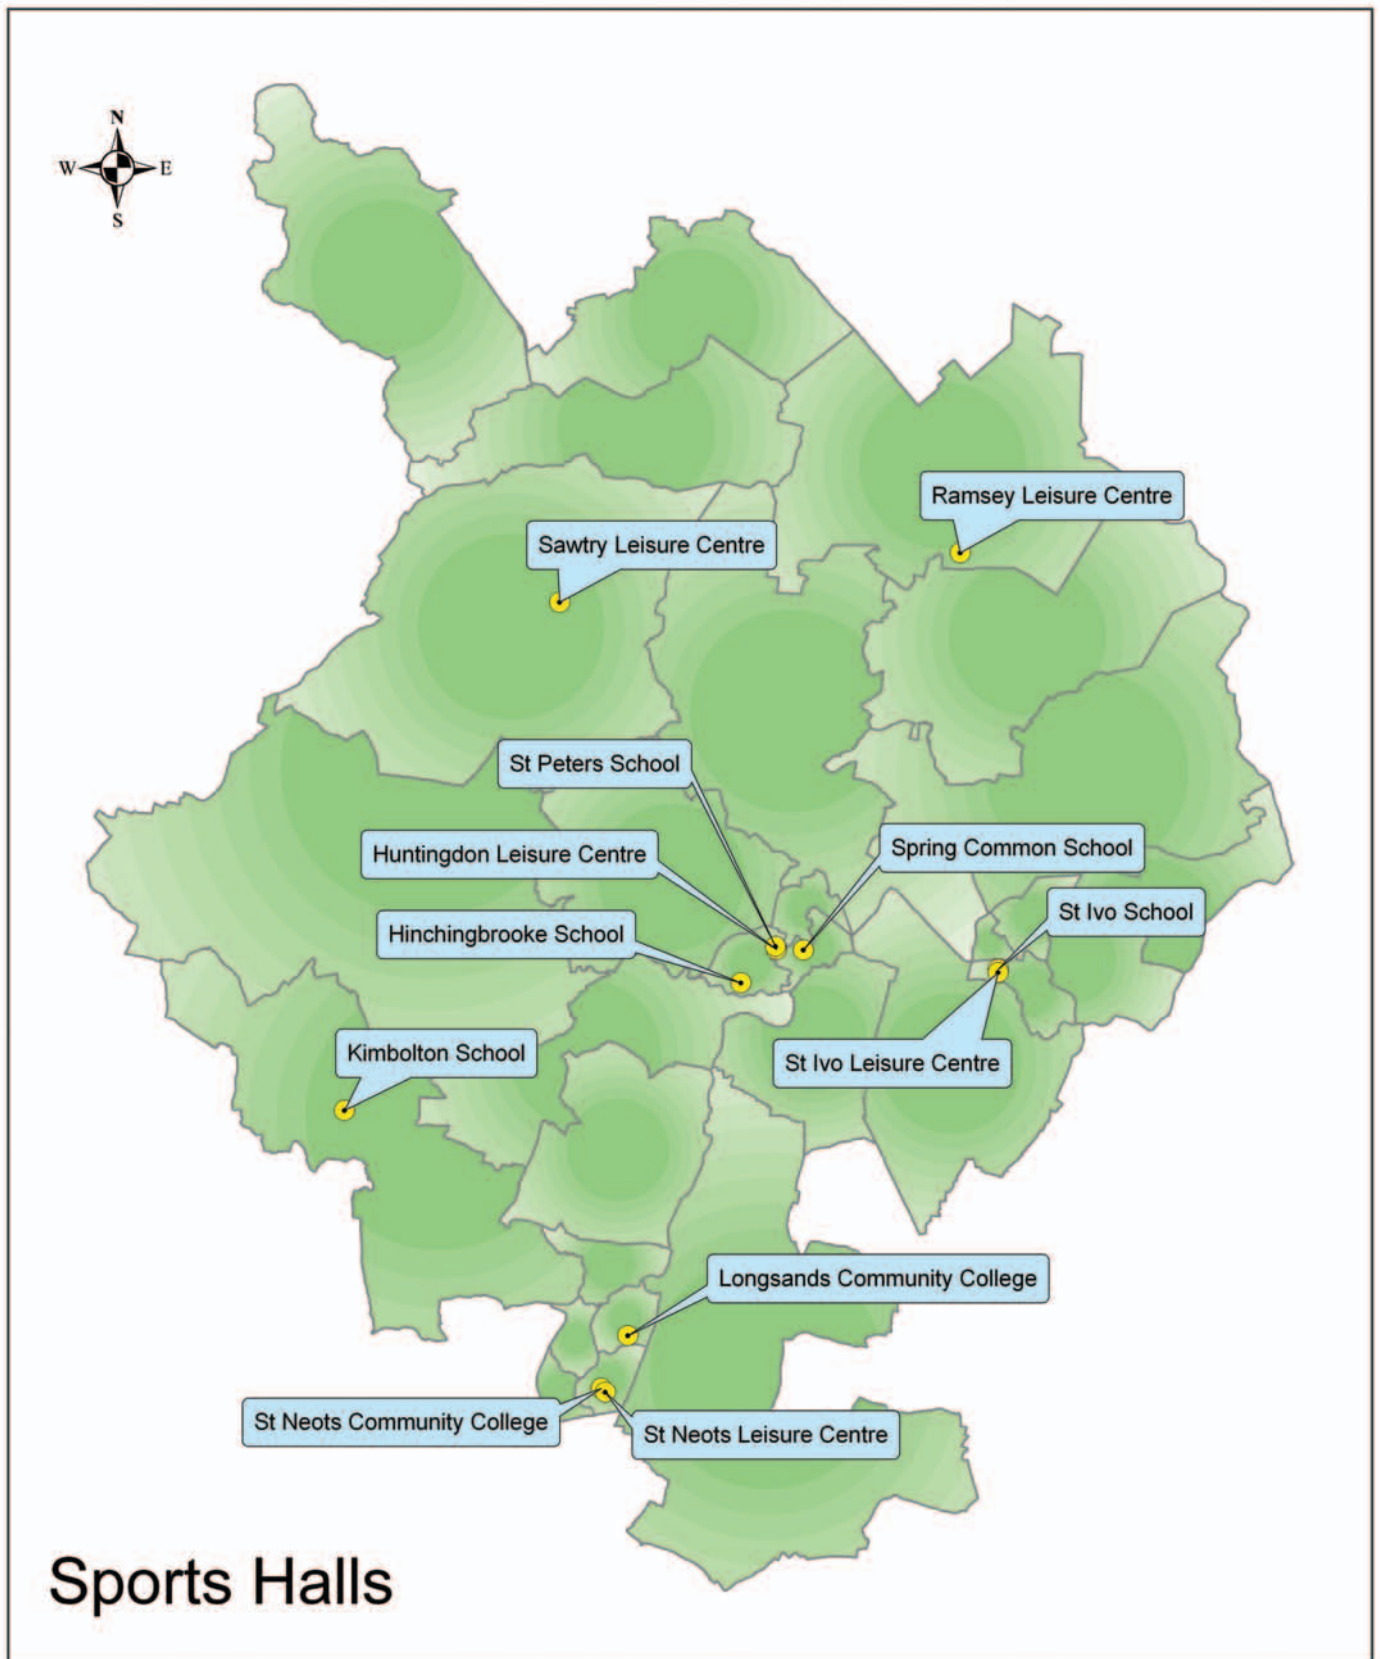 N
W E
S
Ramsey Leisure Centre
Sawtry Leisure Centre
St Peters School
Huntingdon Leisure Centre
Spring Common School
St Ivo School
Hinchingbrooke School
Kimbolton School
St Ivo Leisure Centre
Longsands Community College
St Neots Community College
St Neots Leisure Centre
Sports Halls